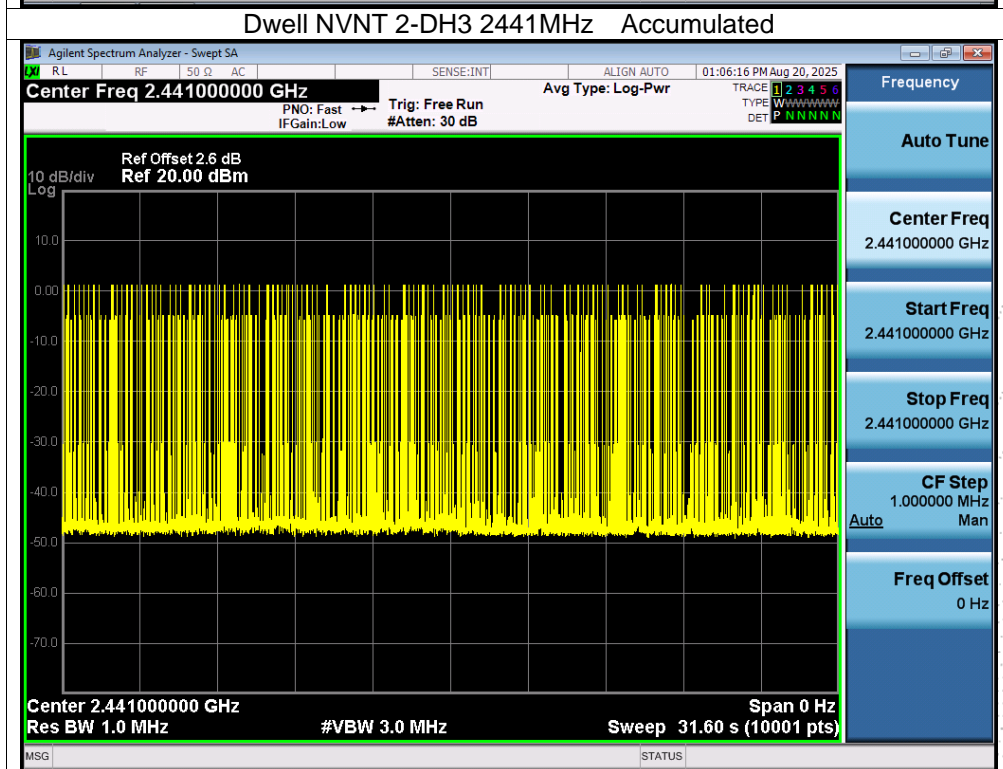 Dwell NVNT 2-DH3 2441MHz Accumulated
Agilent Spectrum Analyzer - Swept SA
LXI RL RF 50 Ω AC SENSE:INT ALIGN AUTO 01:06:16 PM Aug 20, 2025
Center Freq 2.441000000 GHz
PNO: Fast
IFGain:Low
Trig: Free Run
#Atten: 30 dB
Avg Type: Log-Pwr
TRACE 1 2 3 4 5 6
TYPE WWWWWWW
DET P N N N N N
Frequency
Auto Tune
Center Freq
2.441000000 GHz
Start Freq
2.441000000 GHz
Stop Freq
2.441000000 GHz
CF Step
1.000000 MHz
Auto Man
Freq Offset
0 Hz
Ref Offset 2.6 dB
10 dB/div Ref 20.00 dBm
Log
10.0
0.00
-10.0
-20.0
-30.0
-40.0
-50.0
-60.0
-70.0
Center 2.441000000 GHz Span 0 Hz
Res BW 1.0 MHz #VBW 3.0 MHz Sweep 31.60 s (10001 pts)
MSG STATUS